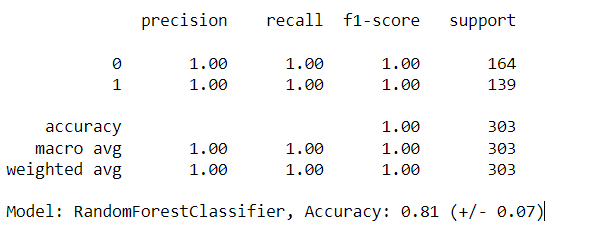 precision recall f1-score support
0 1.00 1.00 1.00 164
1 1.00 1.00 1.00 139
accuracy 1.00 303
macro avg 1.00 1.00 1.00 303
weighted avg 1.00 1.00 1.00 303
Model: RandomForestClassifier, Accuracy: 0.81 (+/- 0.07)